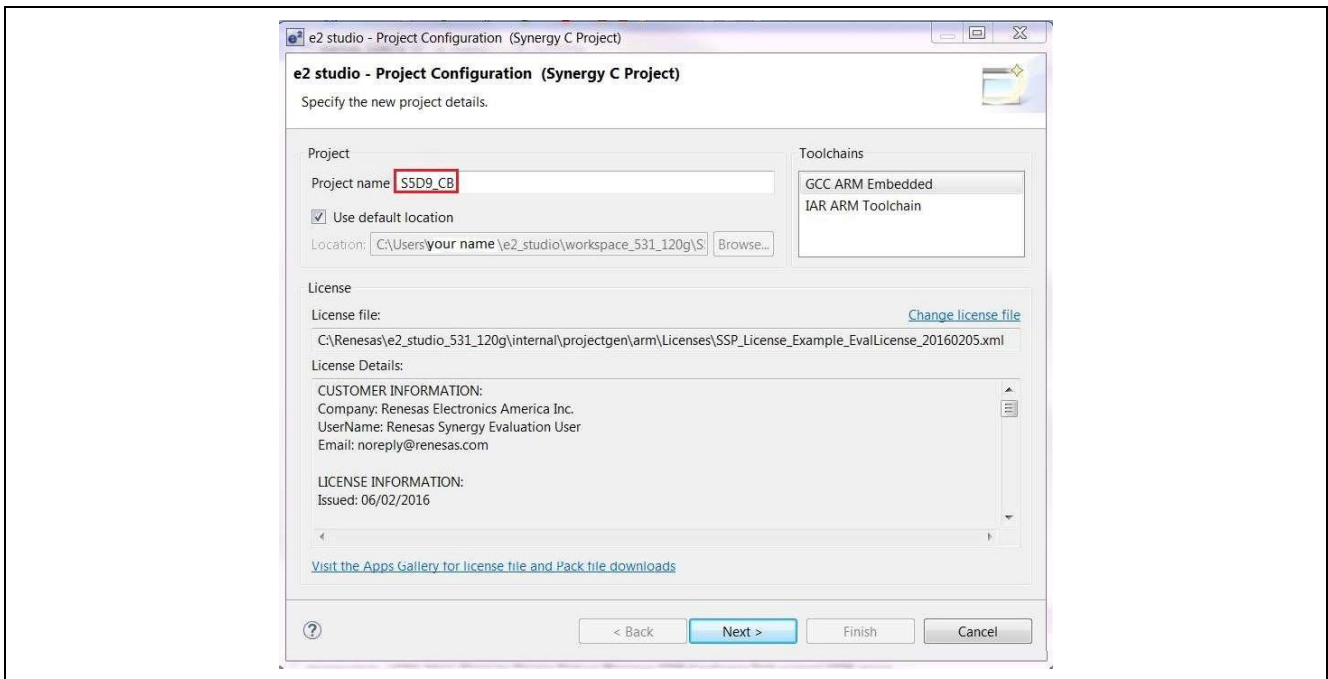 e2 studio - Project Configuration (Synergy C Project)
e2 studio - Project Configuration (Synergy C Project)
Specify the new project details.
Project
Project name S5D9_CB
Use default location
Location: C:\Users\your name \e2_studio\workspace_531_120g\S
Browse...
Toolchains
GCC ARM Embedded
IAR ARM Toolchain
License
License file:
Change license file
C:\Renesas\e2_studio_531_120g\internal\projectgen\arm\Licenses\SSP_License_Example_EvalLicense_20160205.xml
License Details:
CUSTOMER INFORMATION:
Company: Renesas Electronics America Inc.
UserName: Renesas Synergy Evaluation User
Email: noreply@renesas.com
LICENSE INFORMATION:
Issued: 06/02/2016
Visit the Apps Gallery for license file and Pack file downloads
?
< Back
Next >
Finish
Cancel